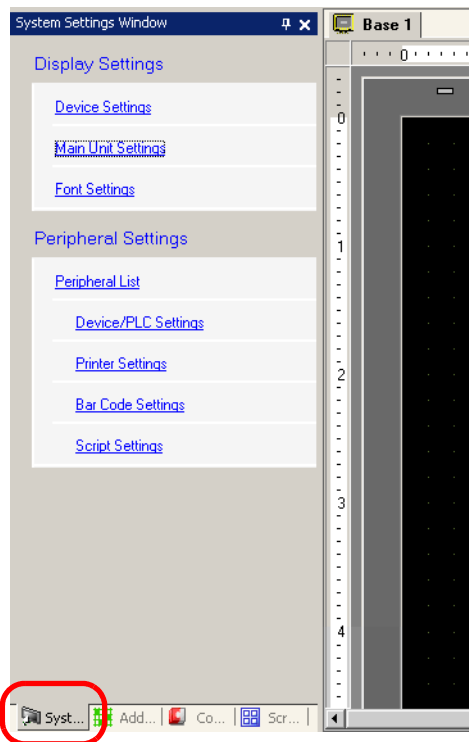 System Settings Window
Base 1
0
Display Settings
Device Settings
Main Unit Settings
Font Settings
Peripheral Settings
Peripheral List
Device/PLC Settings
Printer Settings
Bar Code Settings
Script Settings
0
1
2
3
4
Syst... Add... Co... Scr...